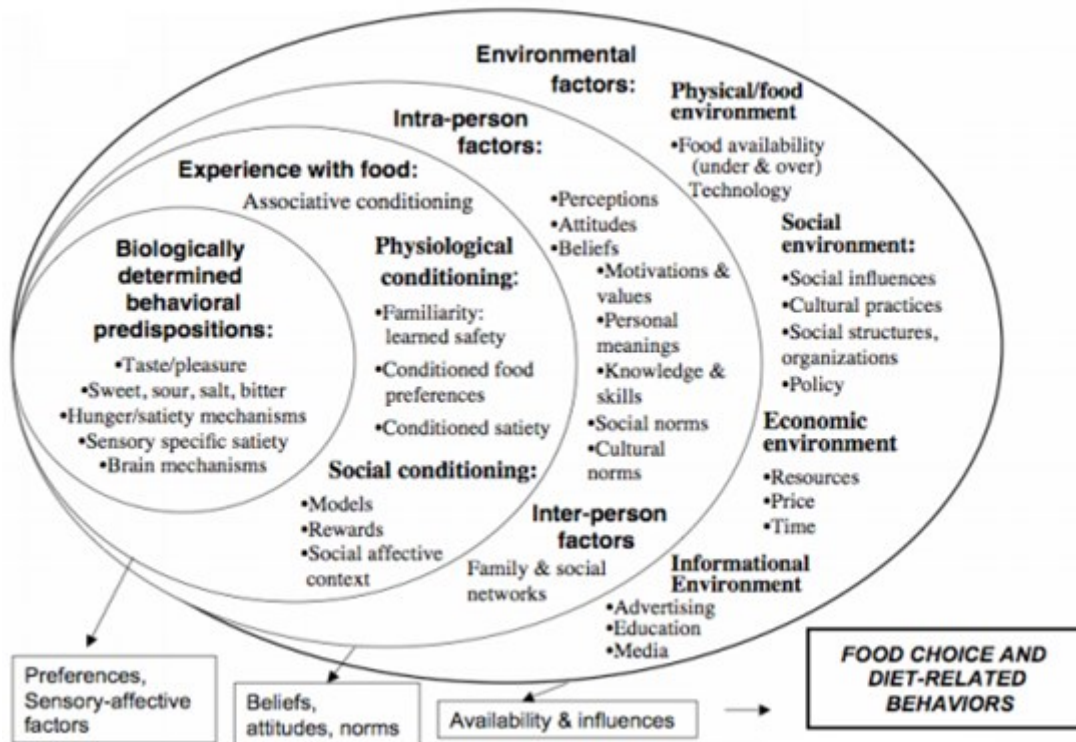 Environmental
factors:
Physical/food
environment
•Food availability
(under & over)
Technology
Social
environment:
•Social influences
•Cultural practices
•Social structures,
organizations
•Policy
Economic
environment
•Resources
•Price
•Time
Informational
Environment
•Advertising
•Education
•Media
Intra-person
factors:
•Perceptions
•Attitudes
•Beliefs
•Motivations &
values
•Personal
meanings
•Knowledge &
skills
•Social norms
•Cultural
norms
Inter-person
factors
Family & social
networks
Experience with food:
Associative conditioning
Physiological
conditioning:
•Familiarity:
learned safety
•Conditioned food
preferences
•Conditioned satiety
Social conditioning:
•Models
•Rewards
•Social affective
context
Biologically
determined
behavioral
predispositions:
•Taste/pleasure
•Sweet, sour, salt, bitter
•Hunger/satiety mechanisms
•Sensory specific satiety
•Brain mechanisms
Preferences,
Sensory-affective
factors
Beliefs,
attitudes, norms
Availability & influences
FOOD CHOICE AND
DIET-RELATED
BEHAVIORS